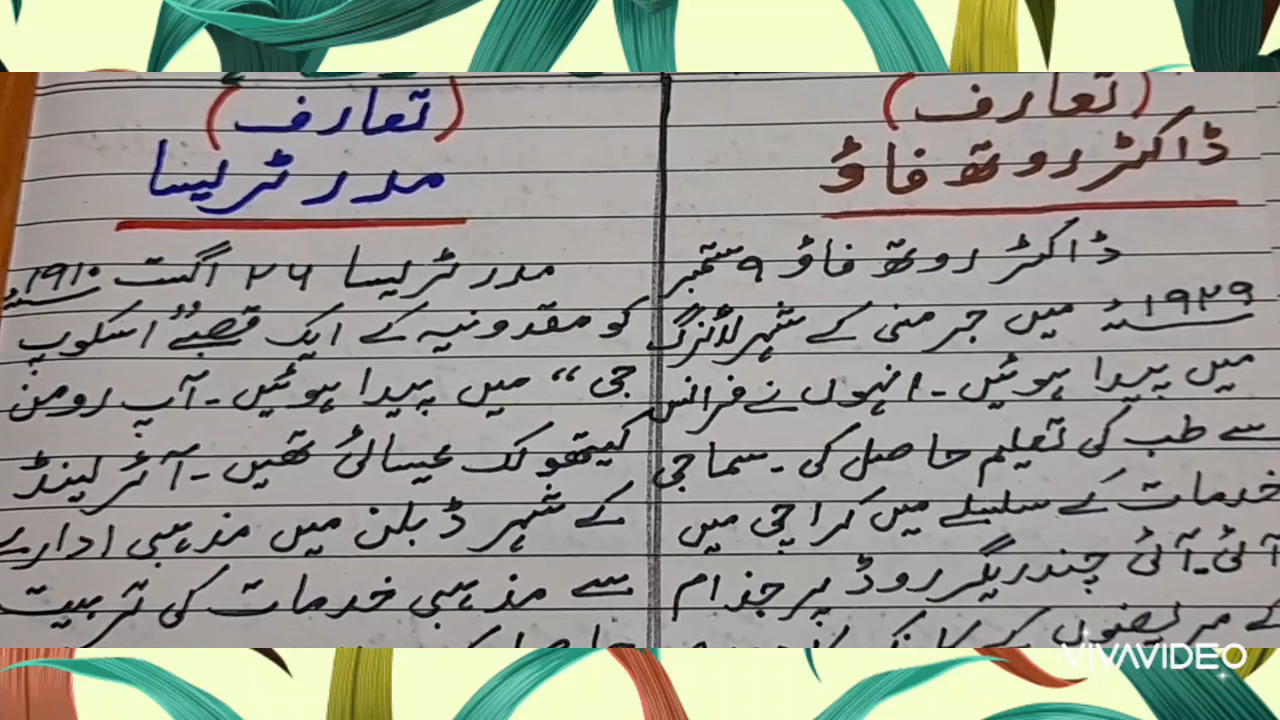 (تعارف)
ڈاکٹر روتھ فاؤ
ڈاکٹر روتھ فاؤ ۹ ستمبر
۱۹۲۹ء میں جرمنی کے شہر لائزگ
میں پیدا ہوئیں ۔ انہوں نے فرانس
سے طب کی تعلیم حاصل کی ۔ سماجی
خدمات کے سلسلے میں کراچی میں
آئی ۔ آئی چندریگر روڈ پر جذام
کے مریضوں کے
(تعارف)
مدر ٹریسا
مدر ٹریسا ۲۶ اگست ۱۹۱۰ء
کو مقدونیہ کے ایک قصبے "اسکوپ
جی" میں پیدا ہوئیں ۔ آپ رومن
کیتھولک عیسائی تھیں ۔ آئرلینڈ
کے شہر ڈبلن میں مذہبی ادارے
سے مذہبی خدمات کی تربیت
VIVAVIDEO